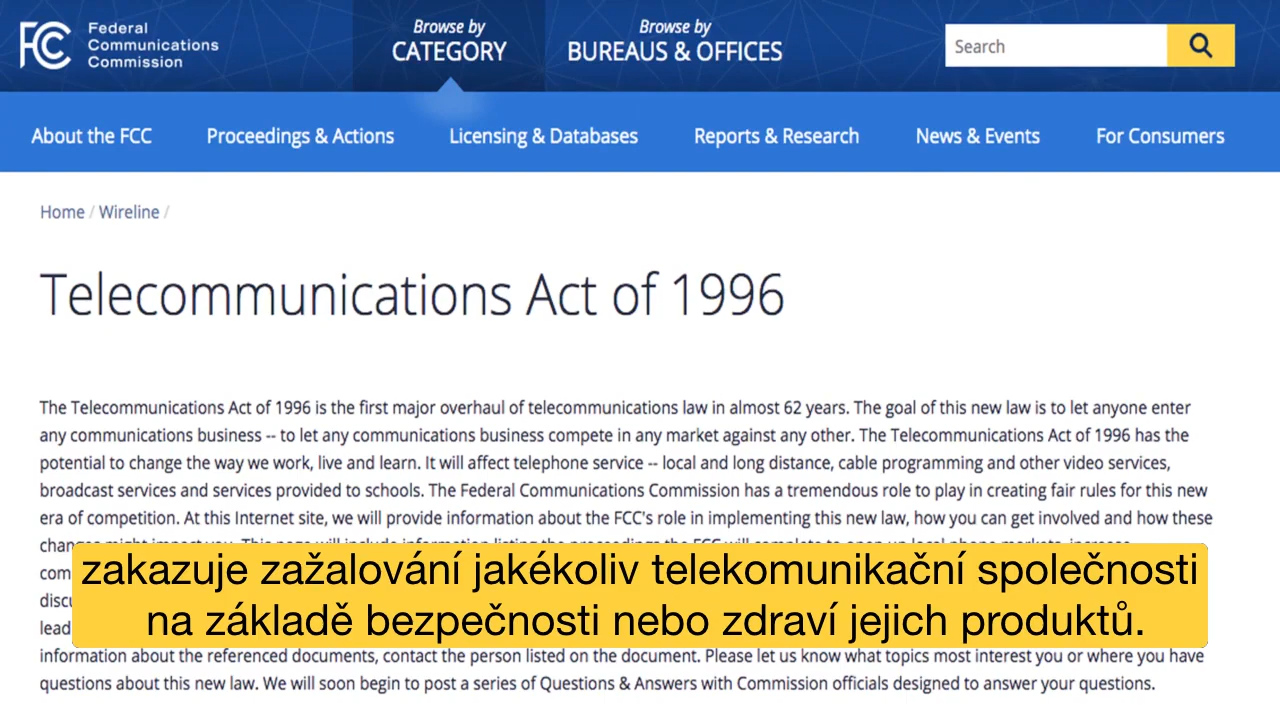 FCC
Federal
Communications
Commission
Browse by
CATEGORY
Browse by
BUREAUS & OFFICES
Search
About the FCC
Proceedings & Actions
Licensing & Databases
Reports & Research
News & Events
For Consumers
Home / Wireline /
Telecommunications Act of 1996
The Telecommunications Act of 1996 is the first major overhaul of telecommunications law in almost 62 years. The goal of this new law is to let anyone enter
any communications business -- to let any communications business compete in any market against any other. The Telecommunications Act of 1996 has the
potential to change the way we work, live and learn. It will affect telephone service -- local and long distance, cable programming and other video services,
broadcast services and services provided to schools. The Federal Communications Commission has a tremendous role to play in creating fair rules for this new
era of competition. At this Internet site, we will provide information about the FCC's role in implementing this new law, how you can get involved and how these
zakazuje zažalování jakékoliv telekomunikační společnosti
na základě bezpečnosti nebo zdraví jejich produktů.
information about the referenced documents, contact the person listed on the document. Please let us know what topics most interest you or where you have
questions about this new law. We will soon begin to post a series of Questions & Answers with Commission officials designed to answer your questions.